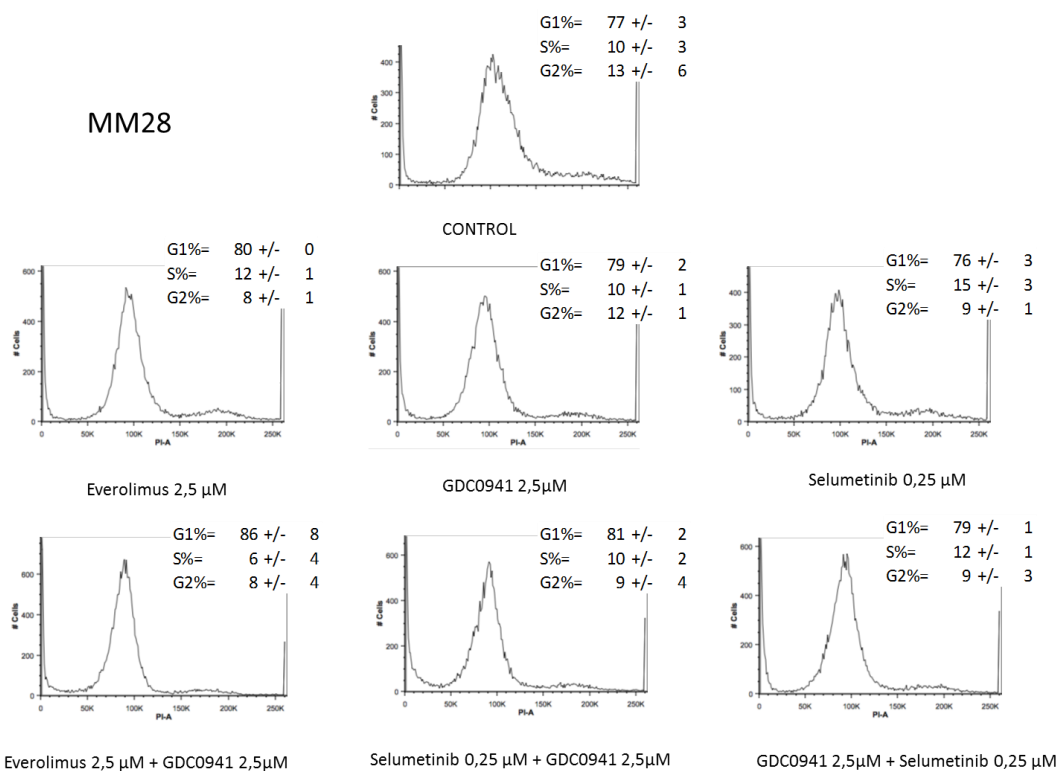 MM28
G1%= 77 +/- 3
S%= 10 +/- 3
G2%= 13 +/- 6
# Cells
400
300
200
100
0
CONTROL
G1%= 80 +/- 0
S%= 12 +/- 1
G2%= 8 +/- 1
# Cells
600
400
200
0
0 50K 100K 150K 200K 250K
PI-A
Everolimus 2,5 µM
G1%= 79 +/- 2
S%= 10 +/- 1
G2%= 12 +/- 1
# Cells
600
400
200
0
0 50K 100K 150K 200K 250K
PI-A
GDC0941 2,5µM
G1%= 76 +/- 3
S%= 15 +/- 3
G2%= 9 +/- 1
# Cells
400
300
200
100
0
0 50K 100K 150K 200K 250K
PI-A
Selumetinib 0,25 µM
G1%= 86 +/- 8
S%= 6 +/- 4
G2%= 8 +/- 4
# Cells
600
400
200
0
0 50K 100K 150K 200K 250K
PI-A
Everolimus 2,5 µM + GDC0941 2,5µM
G1%= 81 +/- 2
S%= 10 +/- 2
G2%= 9 +/- 4
# Cells
600
400
200
0
0 50K 100K 150K 200K 250K
PI-A
Selumetinib 0,25 µM + GDC0941 2,5µM
G1%= 79 +/- 1
S%= 12 +/- 1
G2%= 9 +/- 3
# Cells
600
400
200
0
0 50K 100K 150K 200K 250K
PI-A
GDC0941 2,5µM + Selumetinib 0,25 µM